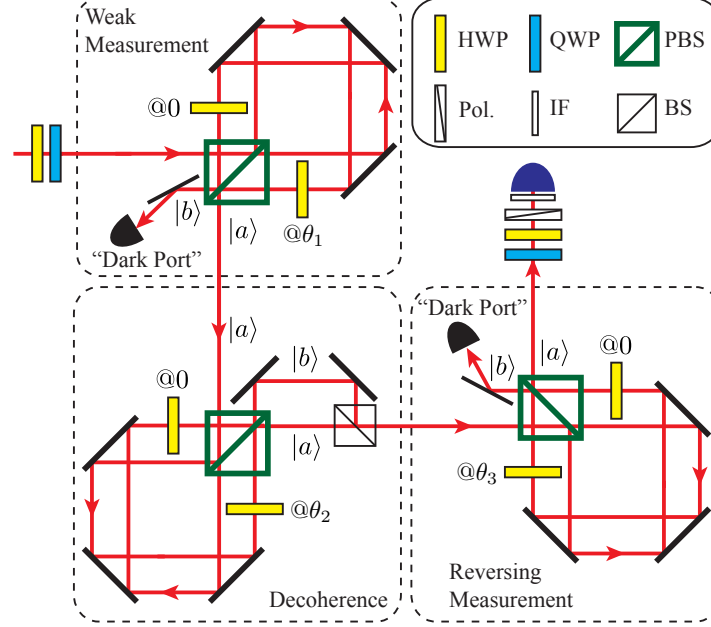 Weak
Measurement
HWP
QWP
PBS
Pol.
IF
BS
@0
|b⟩
@θ1
|a⟩
“Dark Port”
|a⟩
“Dark Port”
|b⟩
|a⟩
@0
@0
|b⟩
|a⟩
@θ3
@θ2
Decoherence
Reversing
Measurement